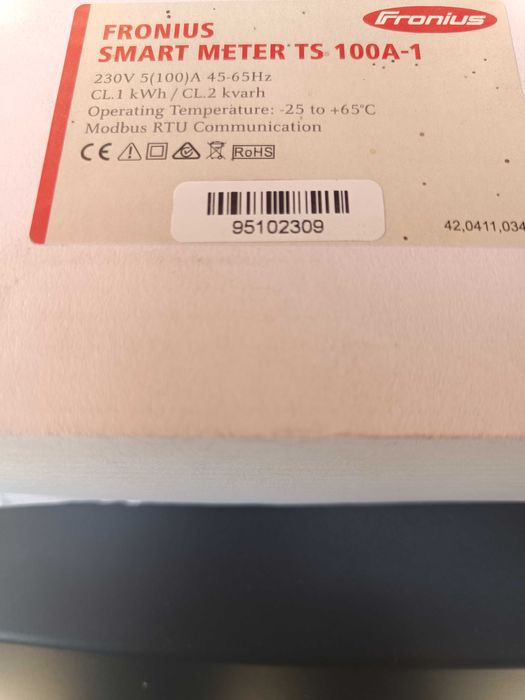 Fronius
FRONIUS
SMART METER TS 100A-1
230V 5(100)A 45-65Hz
CL.1 kWh / CL.2 kvarh
Operating Temperature: -25 to +65°C
Modbus RTU Communication
CE RoHS
95102309
42,0411,034